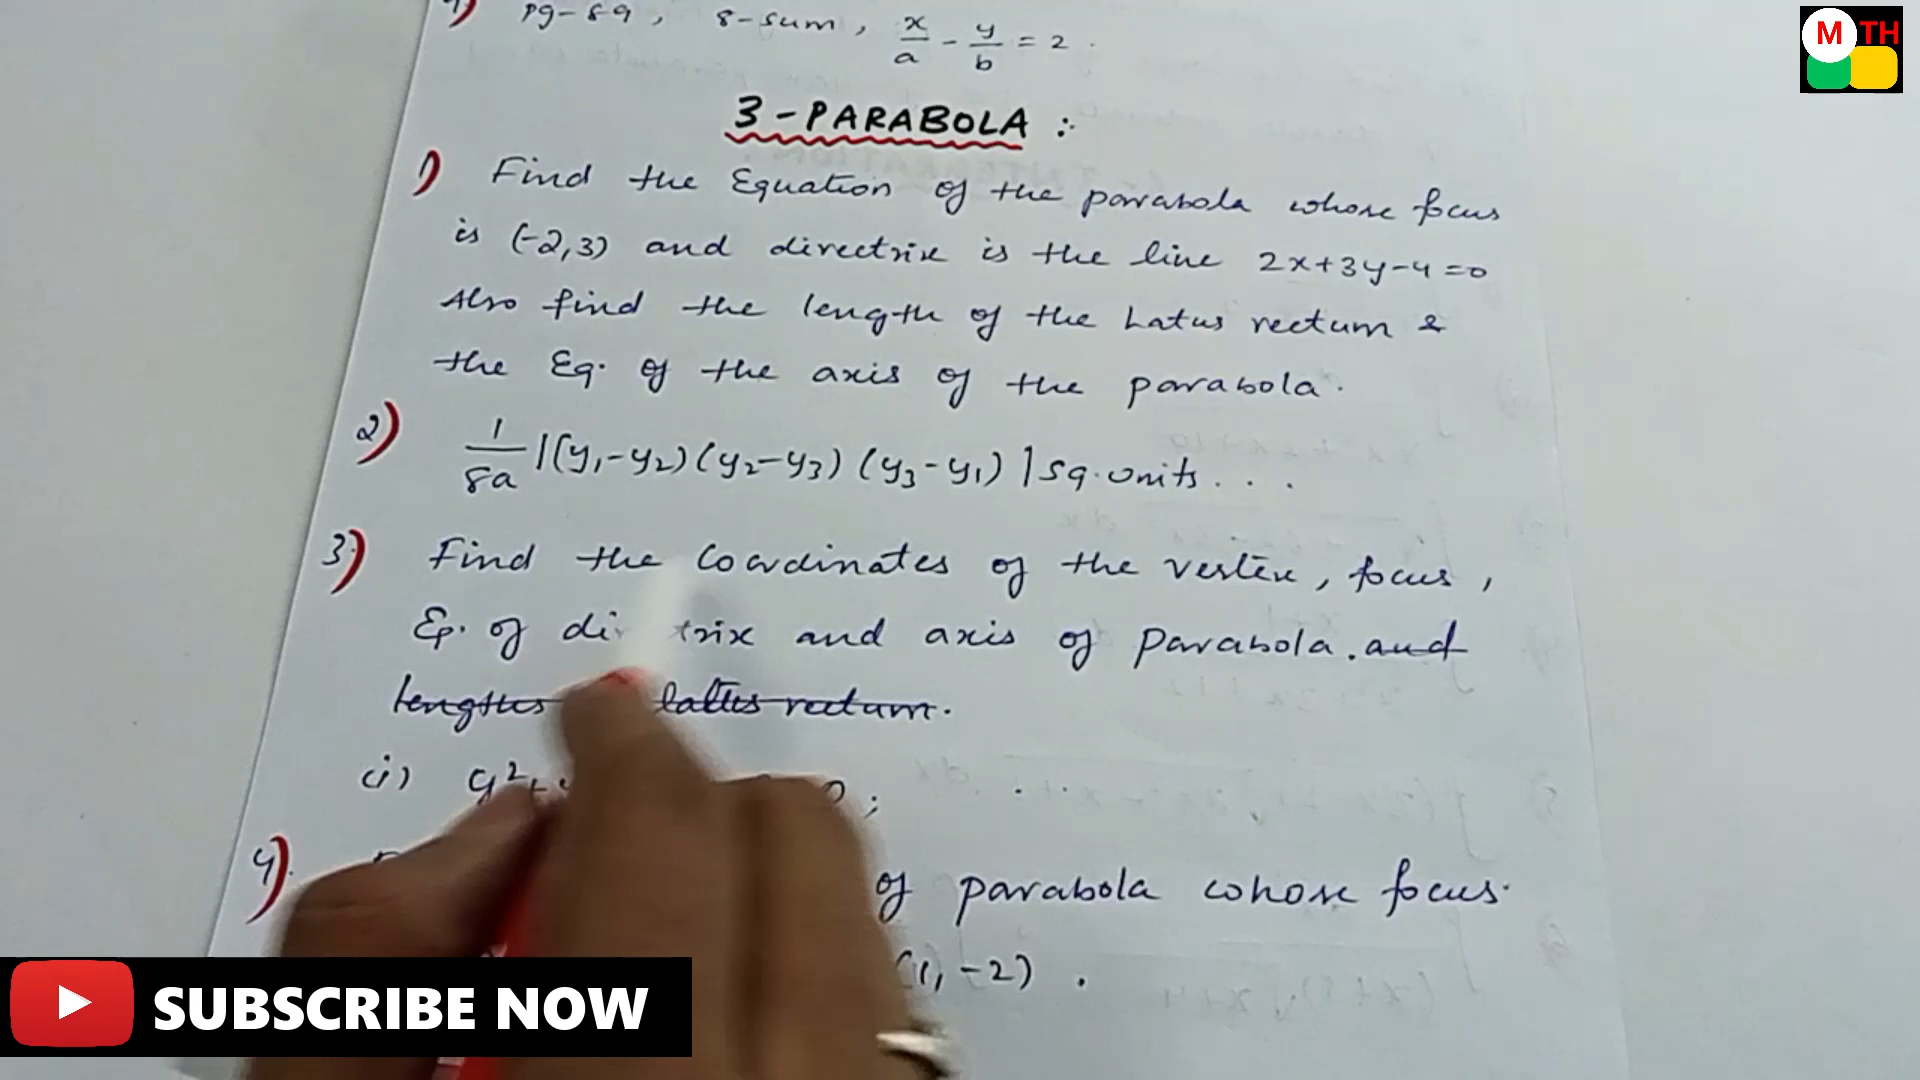 pg-89, 8-sum, x/a - y/b = 2.
M TH
3 - PARABOLA :
1) Find the Equation of the parabola whose focus
is (-2,3) and directrix is the line 2x+3y-4=0
Also find the length of the Latus rectum &
the Eq. of the axis of the parabola.
2) 1/8a |(y₁-y₂)(y₂-y₃)(y₃-y₁)| sq.units...
3) Find the Coordinates of the vertex, focus,
Eq. of and axis of parabola. and
lengths lattus rectum.
(i) y²+
4) of parabola whose focus.
(1,-2).
SUBSCRIBE NOW